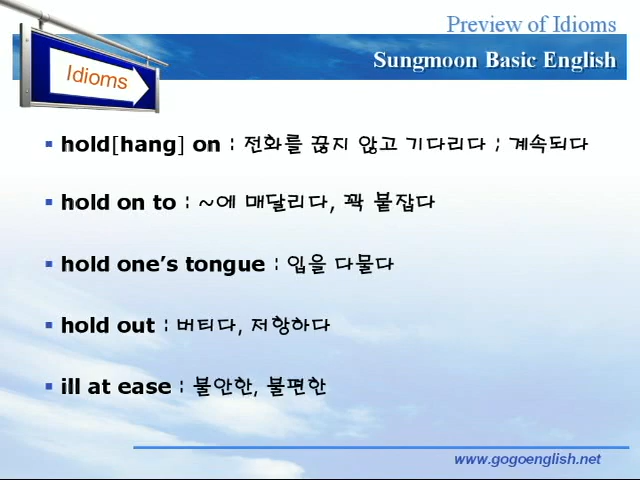 Preview of Idioms
Sungmoon Basic English
Idioms
hold[hang] on : 전화를 끊지 않고 기다리다 ; 계속되다
hold on to : ~에 매달리다, 꽉 붙잡다
hold one’s tongue : 입을 다물다
hold out : 버티다, 저항하다
ill at ease : 불안한, 불편한
www.gogoenglish.net